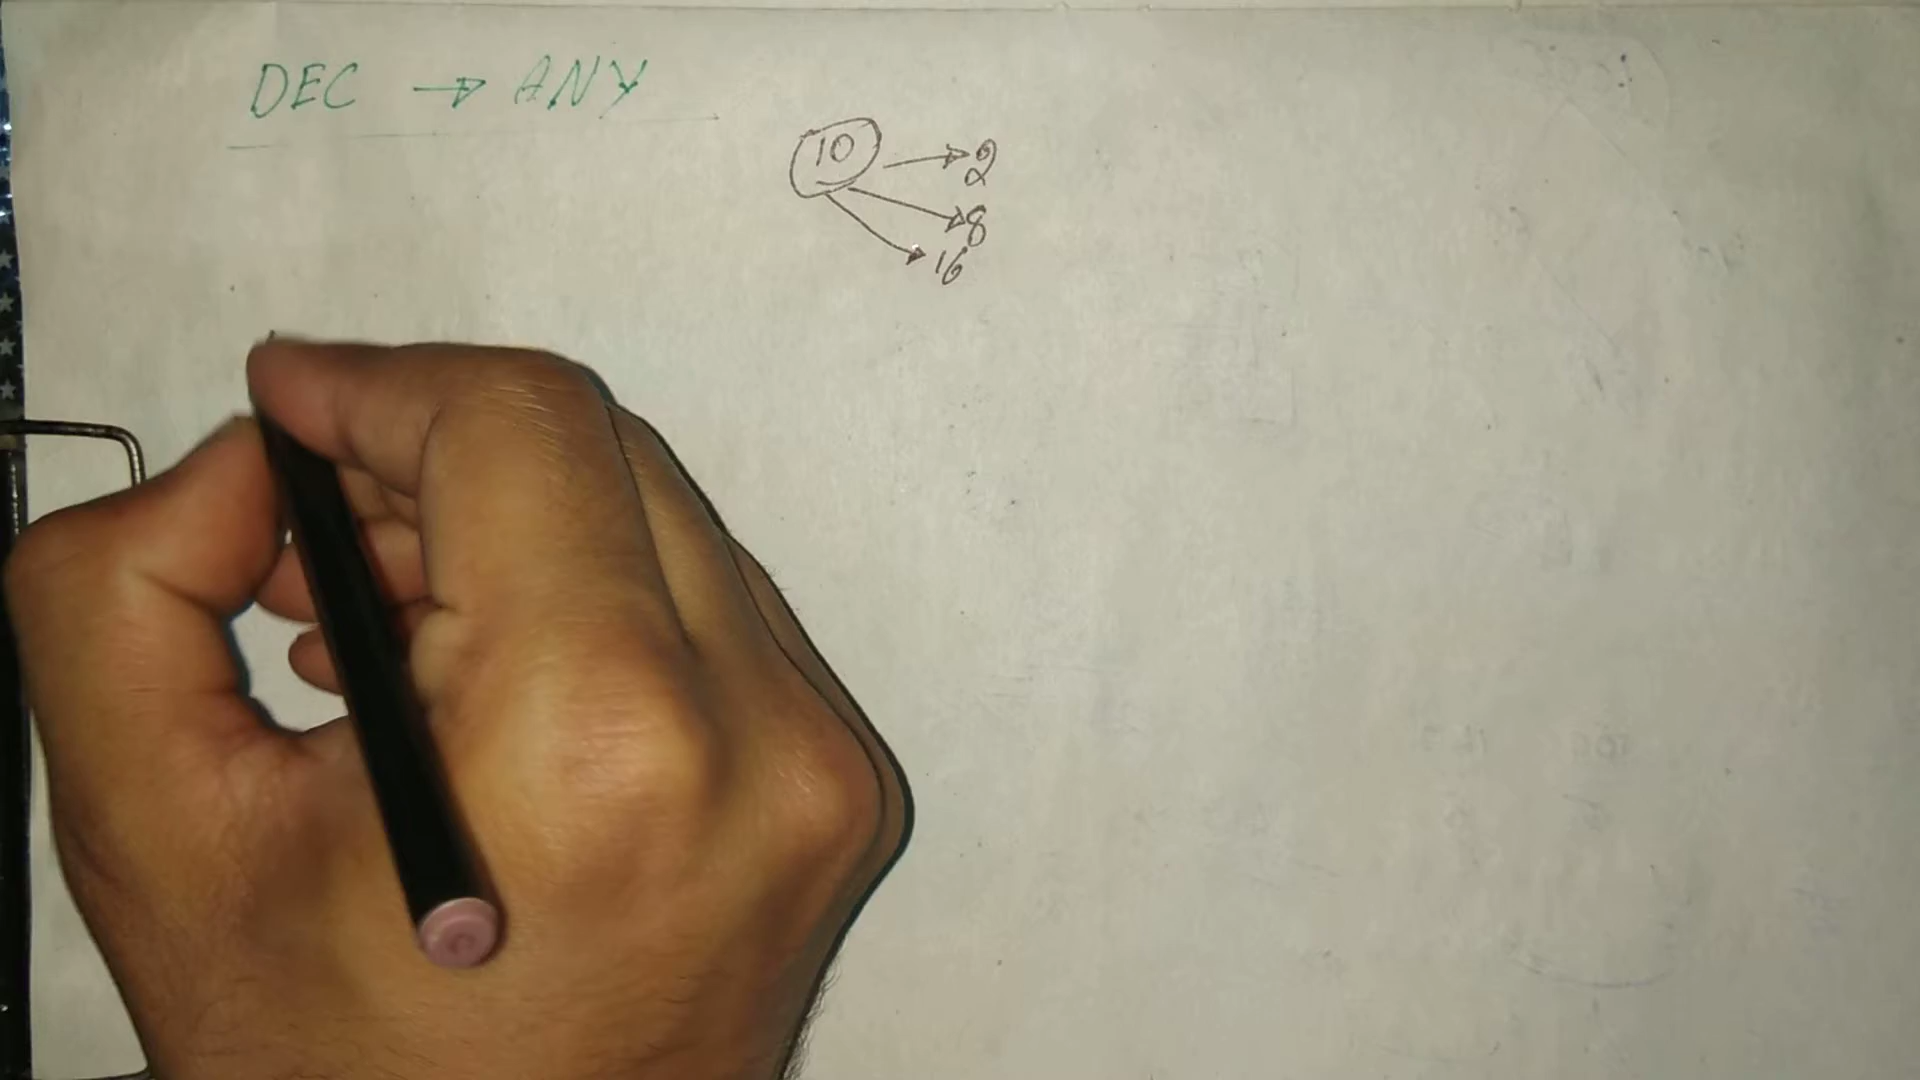 DEC → ANY
10 → 2
→ 8
→ 16